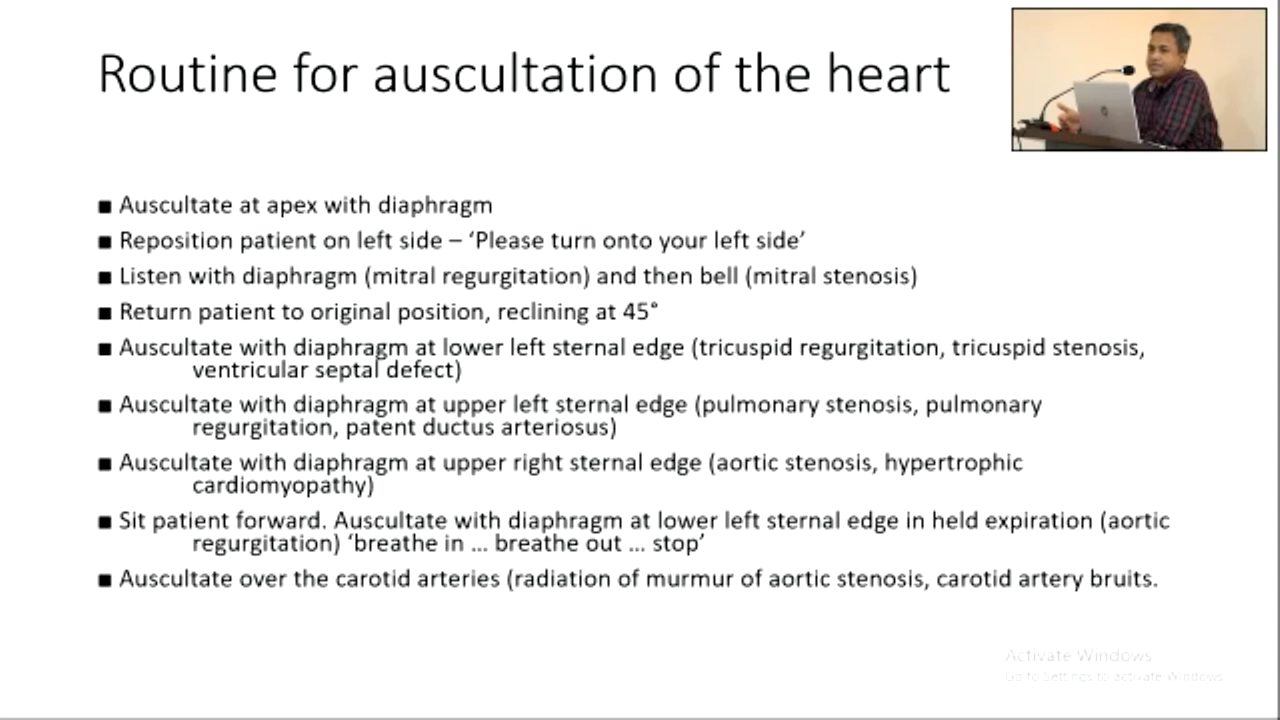 Routine for auscultation of the heart
■ Auscultate at apex with diaphragm
■ Reposition patient on left side – ‘Please turn onto your left side’
■ Listen with diaphragm (mitral regurgitation) and then bell (mitral stenosis)
■ Return patient to original position, reclining at 45°
■ Auscultate with diaphragm at lower left sternal edge (tricuspid regurgitation, tricuspid stenosis,
ventricular septal defect)
■ Auscultate with diaphragm at upper left sternal edge (pulmonary stenosis, pulmonary
regurgitation, patent ductus arteriosus)
■ Auscultate with diaphragm at upper right sternal edge (aortic stenosis, hypertrophic
cardiomyopathy)
■ Sit patient forward. Auscultate with diaphragm at lower left sternal edge in held expiration (aortic
regurgitation) ‘breathe in ... breathe out ... stop’
■ Auscultate over the carotid arteries (radiation of murmur of aortic stenosis, carotid artery bruits.
Activate Windows
Go to Settings to activate Windows.